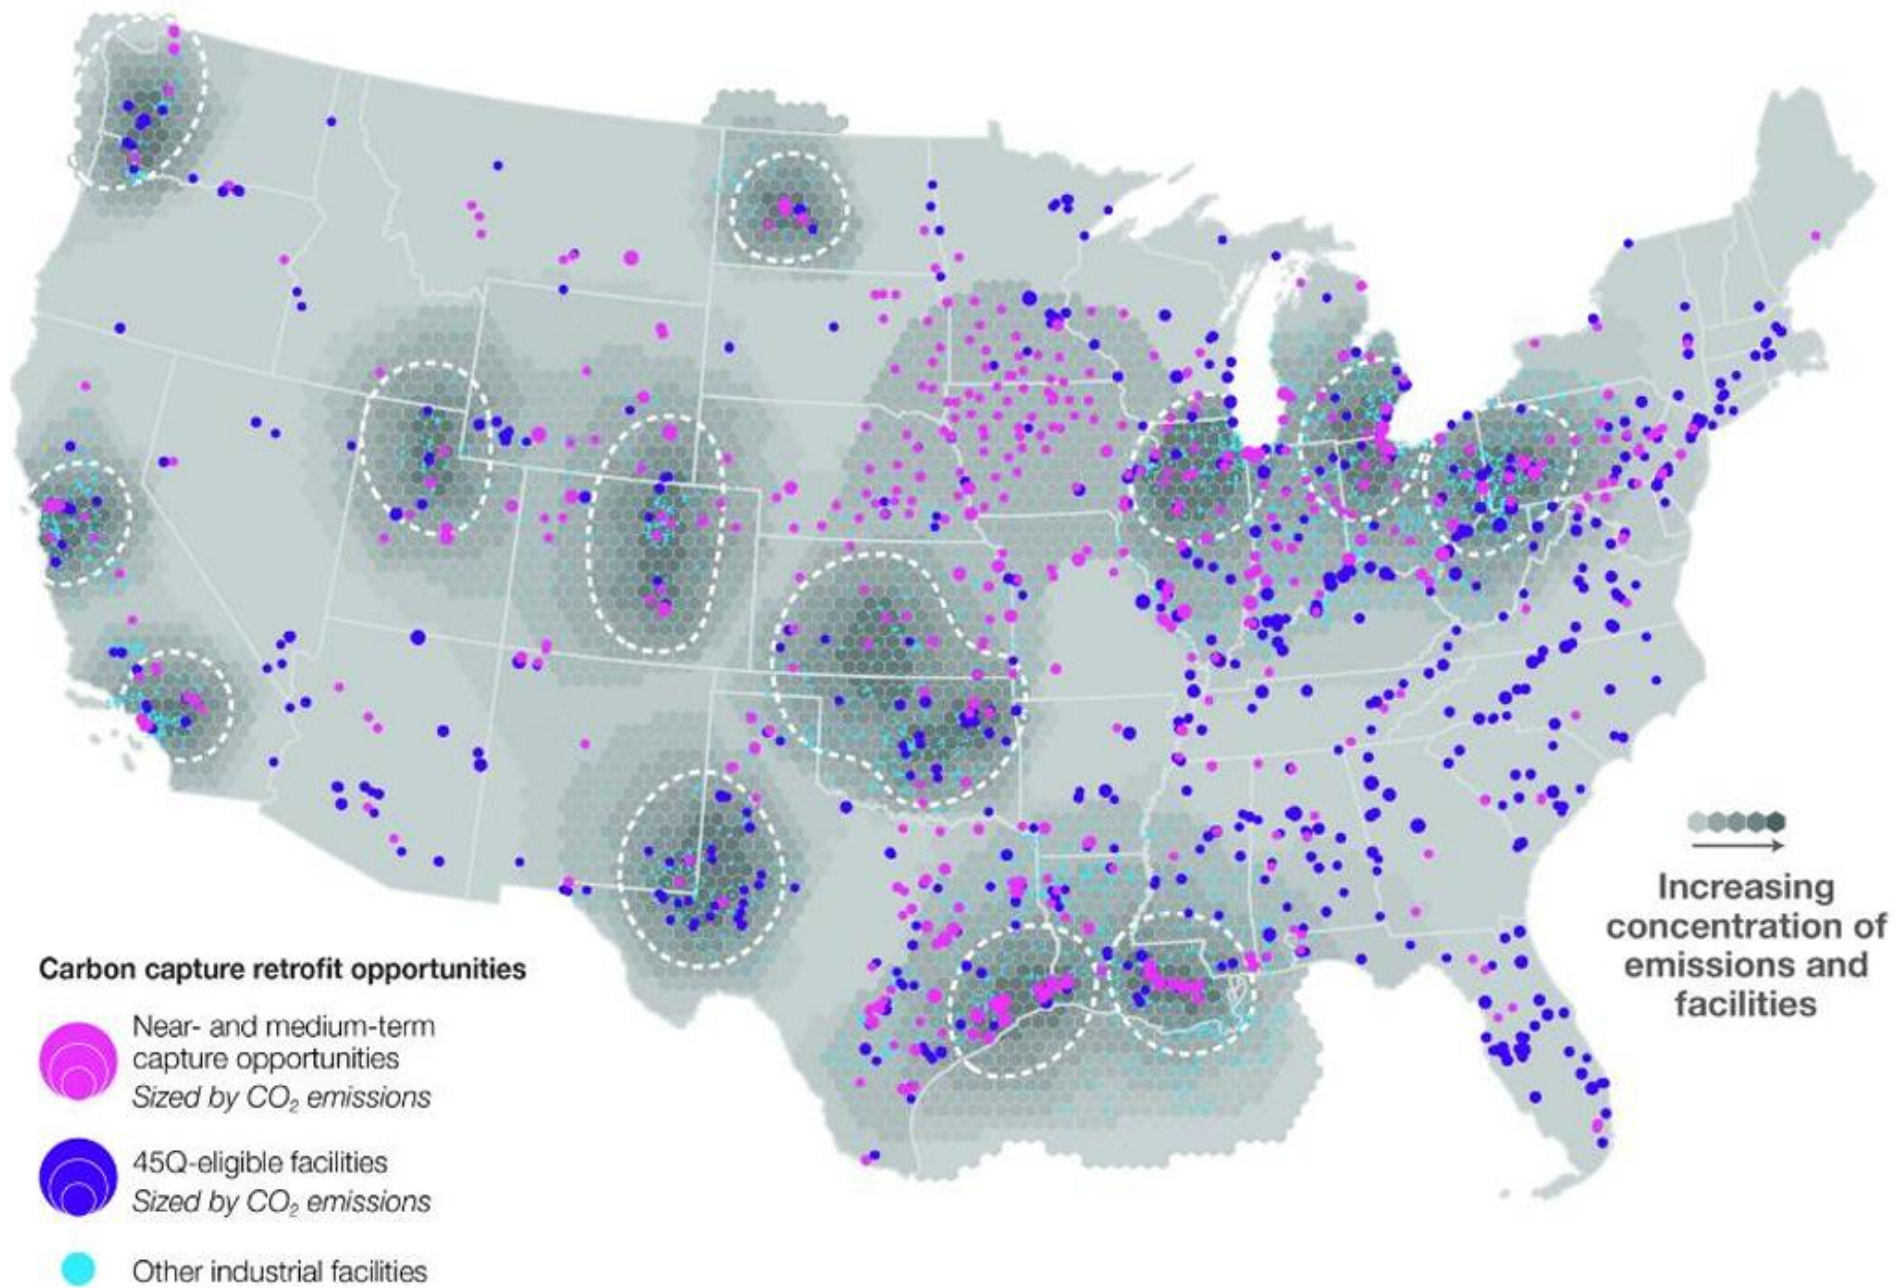 Increasing
concentration of
emissions and
facilities
Carbon capture retrofit opportunities
Near- and medium-term
capture opportunities
Sized by CO₂ emissions
45Q-eligible facilities
Sized by CO₂ emissions
Other industrial facilities